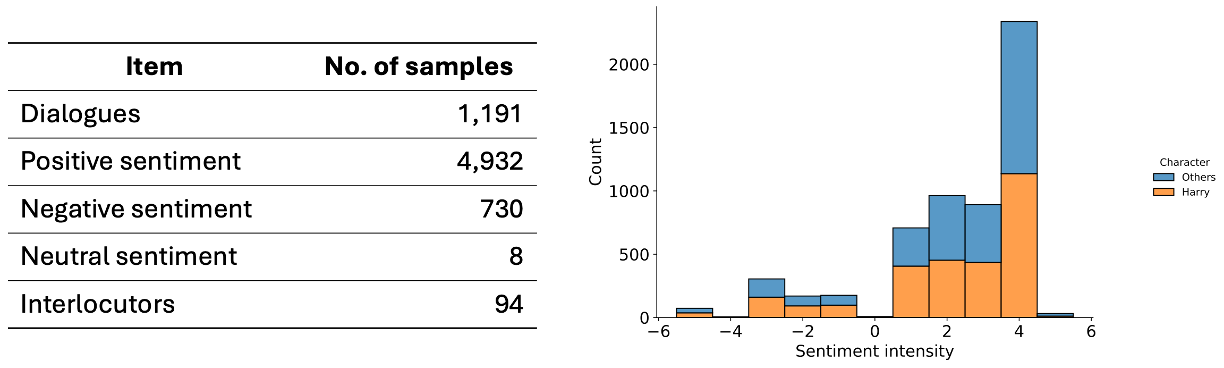 Item No. of samples
Dialogues 1,191
Positive sentiment 4,932
Negative sentiment 730
Neutral sentiment 8
Interlocutors 94
Count
2000
1500
1000
500
0
−6 −4 −2 0 2 4 6
Sentiment intensity
Character
Others
Harry